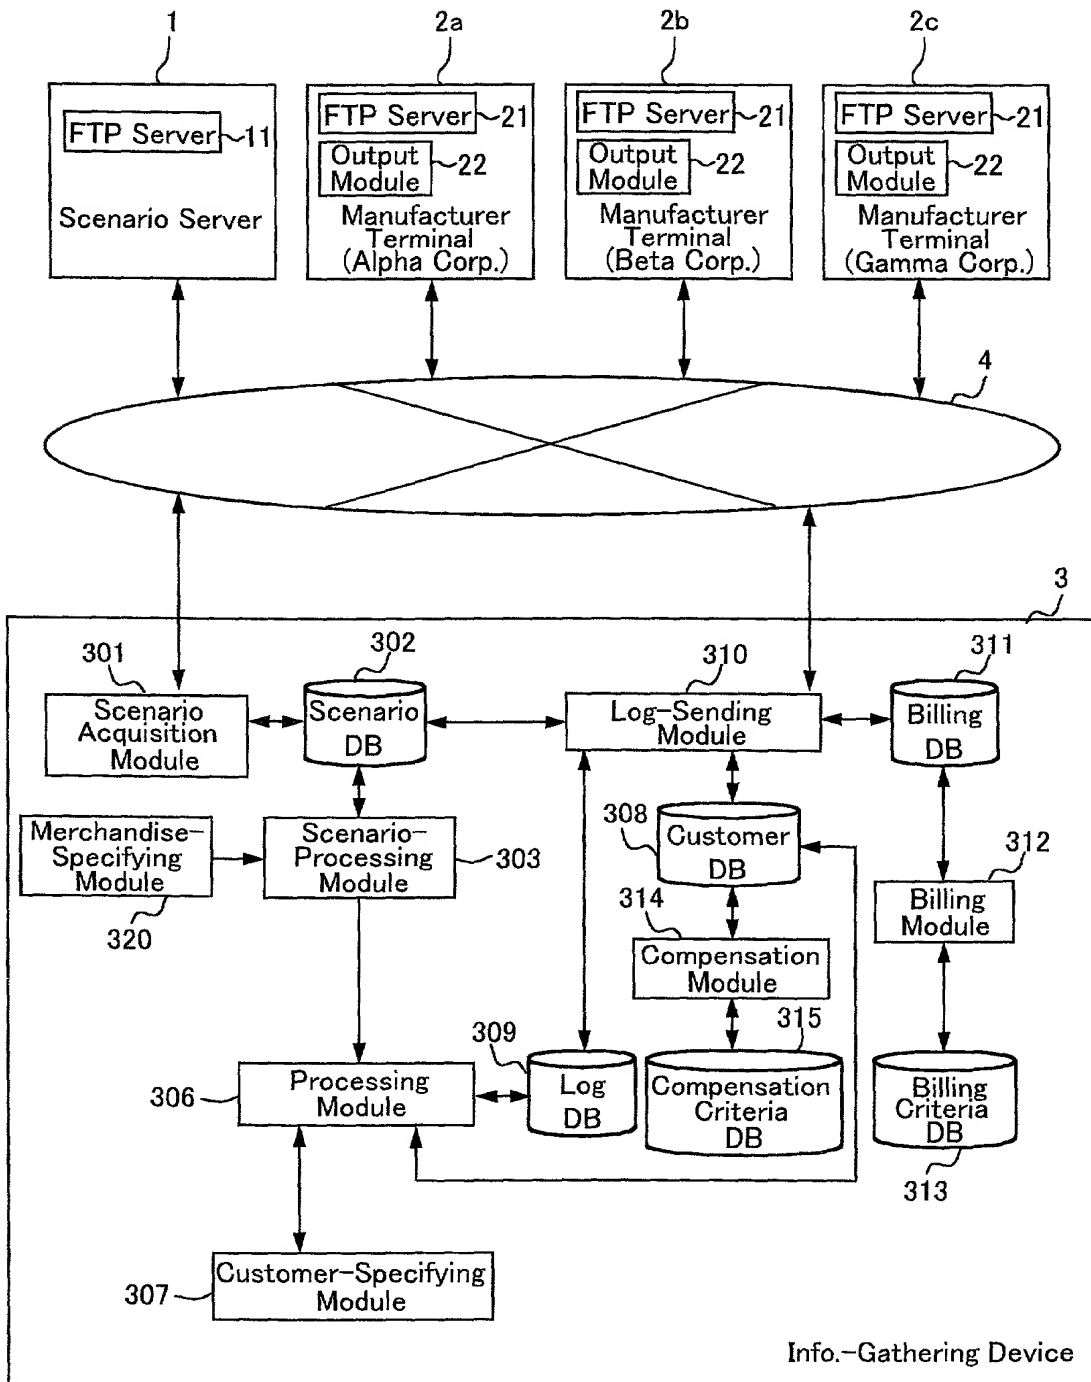 1
2a
2b
2c
FTP Server
11
Scenario Server
FTP Server
21
Output
Module
22
Manufacturer
Terminal
(Alpha Corp.)
FTP Server
21
Output
Module
22
Manufacturer
Terminal
(Beta Corp.)
FTP Server
21
Output
Module
22
Manufacturer
Terminal
(Gamma Corp.)
4
3
301
Scenario
Acquisition
Module
302
Scenario
DB
310
Log-Sending
Module
311
Billing
DB
Merchandise-
Specifying
Module
320
Scenario-
Processing
Module
303
308
Customer
DB
312
Billing
Module
314
Compensation
Module
306
Processing
Module
309
Log
DB
315
Compensation
Criteria
DB
Billing
Criteria
DB
313
307
Customer-Specifying
Module
Info.-Gathering Device